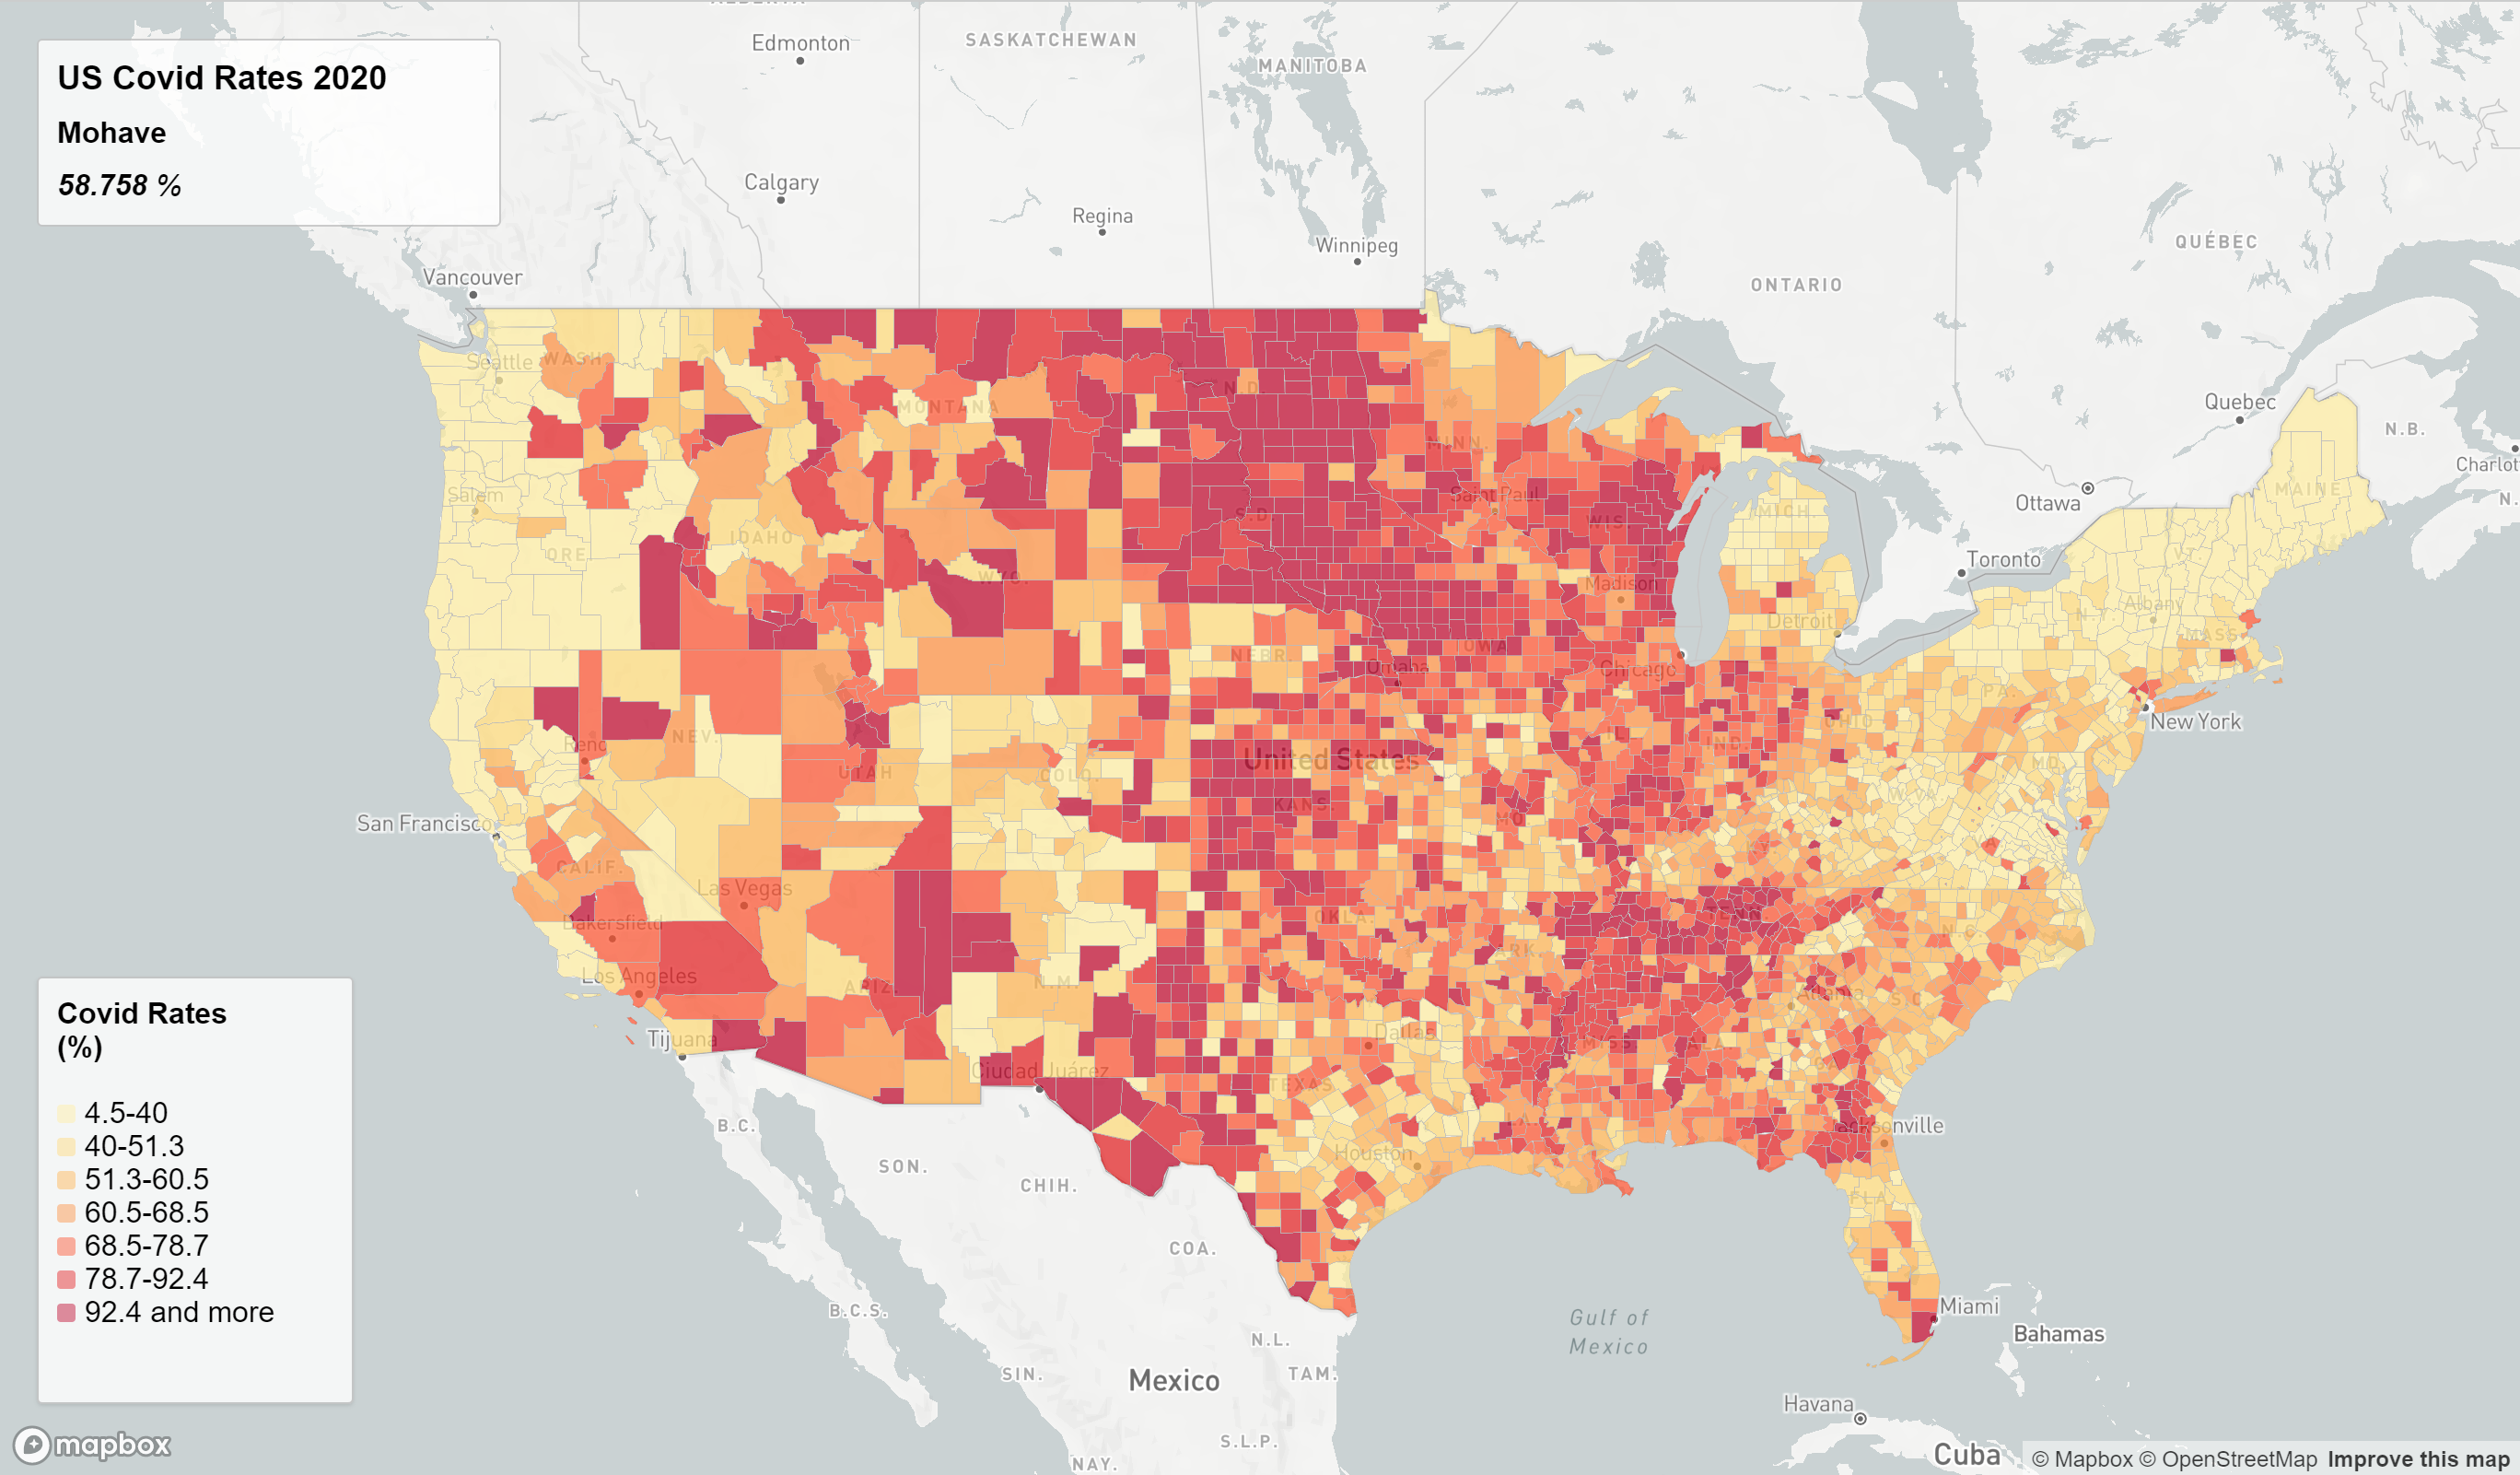 US Covid Rates 2020
Mohave
58.758 %
Edmonton
SASKATCHEWAN
MANITOBA
Calgary
Regina
Winnipeg
QUÉBEC
Vancouver
ONTARIO
Seattle
WASH.
MONTANA
N.D.
MINN.
Quebec
N.B.
Charlot
Salem
ORE.
IDAHO
S.D.
Saint Paul
WIS.
MICH.
Ottawa
MAINE
N.
WYO.
Madison
Toronto
Detroit
N.Y.
Albany
MASS.
VT.
NEBR.
Omaha
IOWA
Chicago
PA.
Reno
NEV.
UTAH
COLO.
United States
ILL.
IND.
OHIO
New York
MD.
San Francisco
CALIF.
Las Vegas
KANS.
MO.
KY.
W.VA.
VA.
Bakersfield
Los Angeles
ARIZ.
N.M.
OKLA.
ARK.
TENN.
N.C.
Atlanta
S.C.
Tijuana
Ciudad Juárez
Dallas
TEXAS
MISS.
ALA.
GA.
B.C.
SON.
CHIH.
Houston
LA.
Jacksonville
FLA.
COA.
B.C.S.
Gulf of
Mexico
Miami
Bahamas
N.L.
SIN.
Mexico
TAM.
Havana
S.L.P.
NAY.
Cuba
Covid Rates
(%)
4.5-40
40-51.3
51.3-60.5
60.5-68.5
68.5-78.7
78.7-92.4
92.4 and more
mapbox
© Mapbox © OpenStreetMap Improve this map